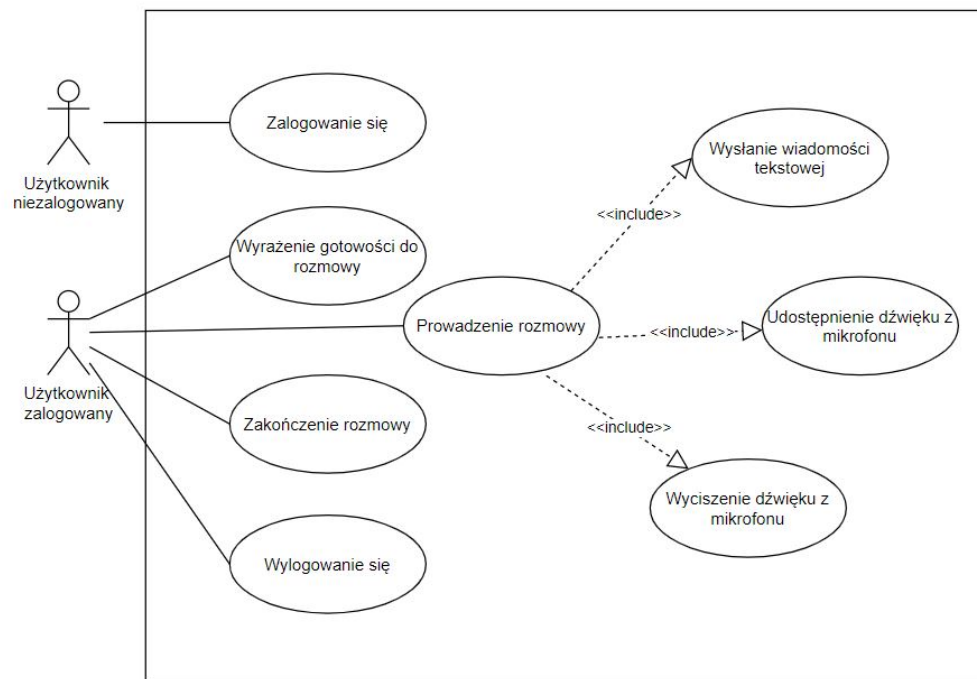 Użytkownik
niezalogowany
Zalogowanie się
Wysłanie wiadomości
tekstowej
<<include>>
Wyrażenie gotowości do
rozmowy
Użytkownik
zalogowany
Prowadzenie rozmowy
<<include>>
Udostępnienie dźwięku z
mikrofonu
Zakończenie rozmowy
<<include>>
Wyciszenie dźwięku z
mikrofonu
Wylogowanie się